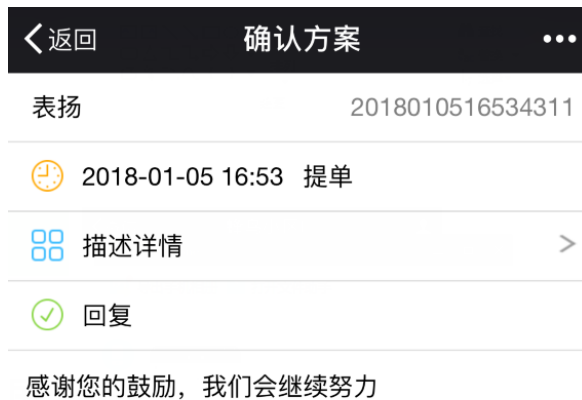 返回 确认方案
表扬 2018010516534311
2018-01-05 16:53 提单
描述详情
回复
感谢您的鼓励，我们会继续努力